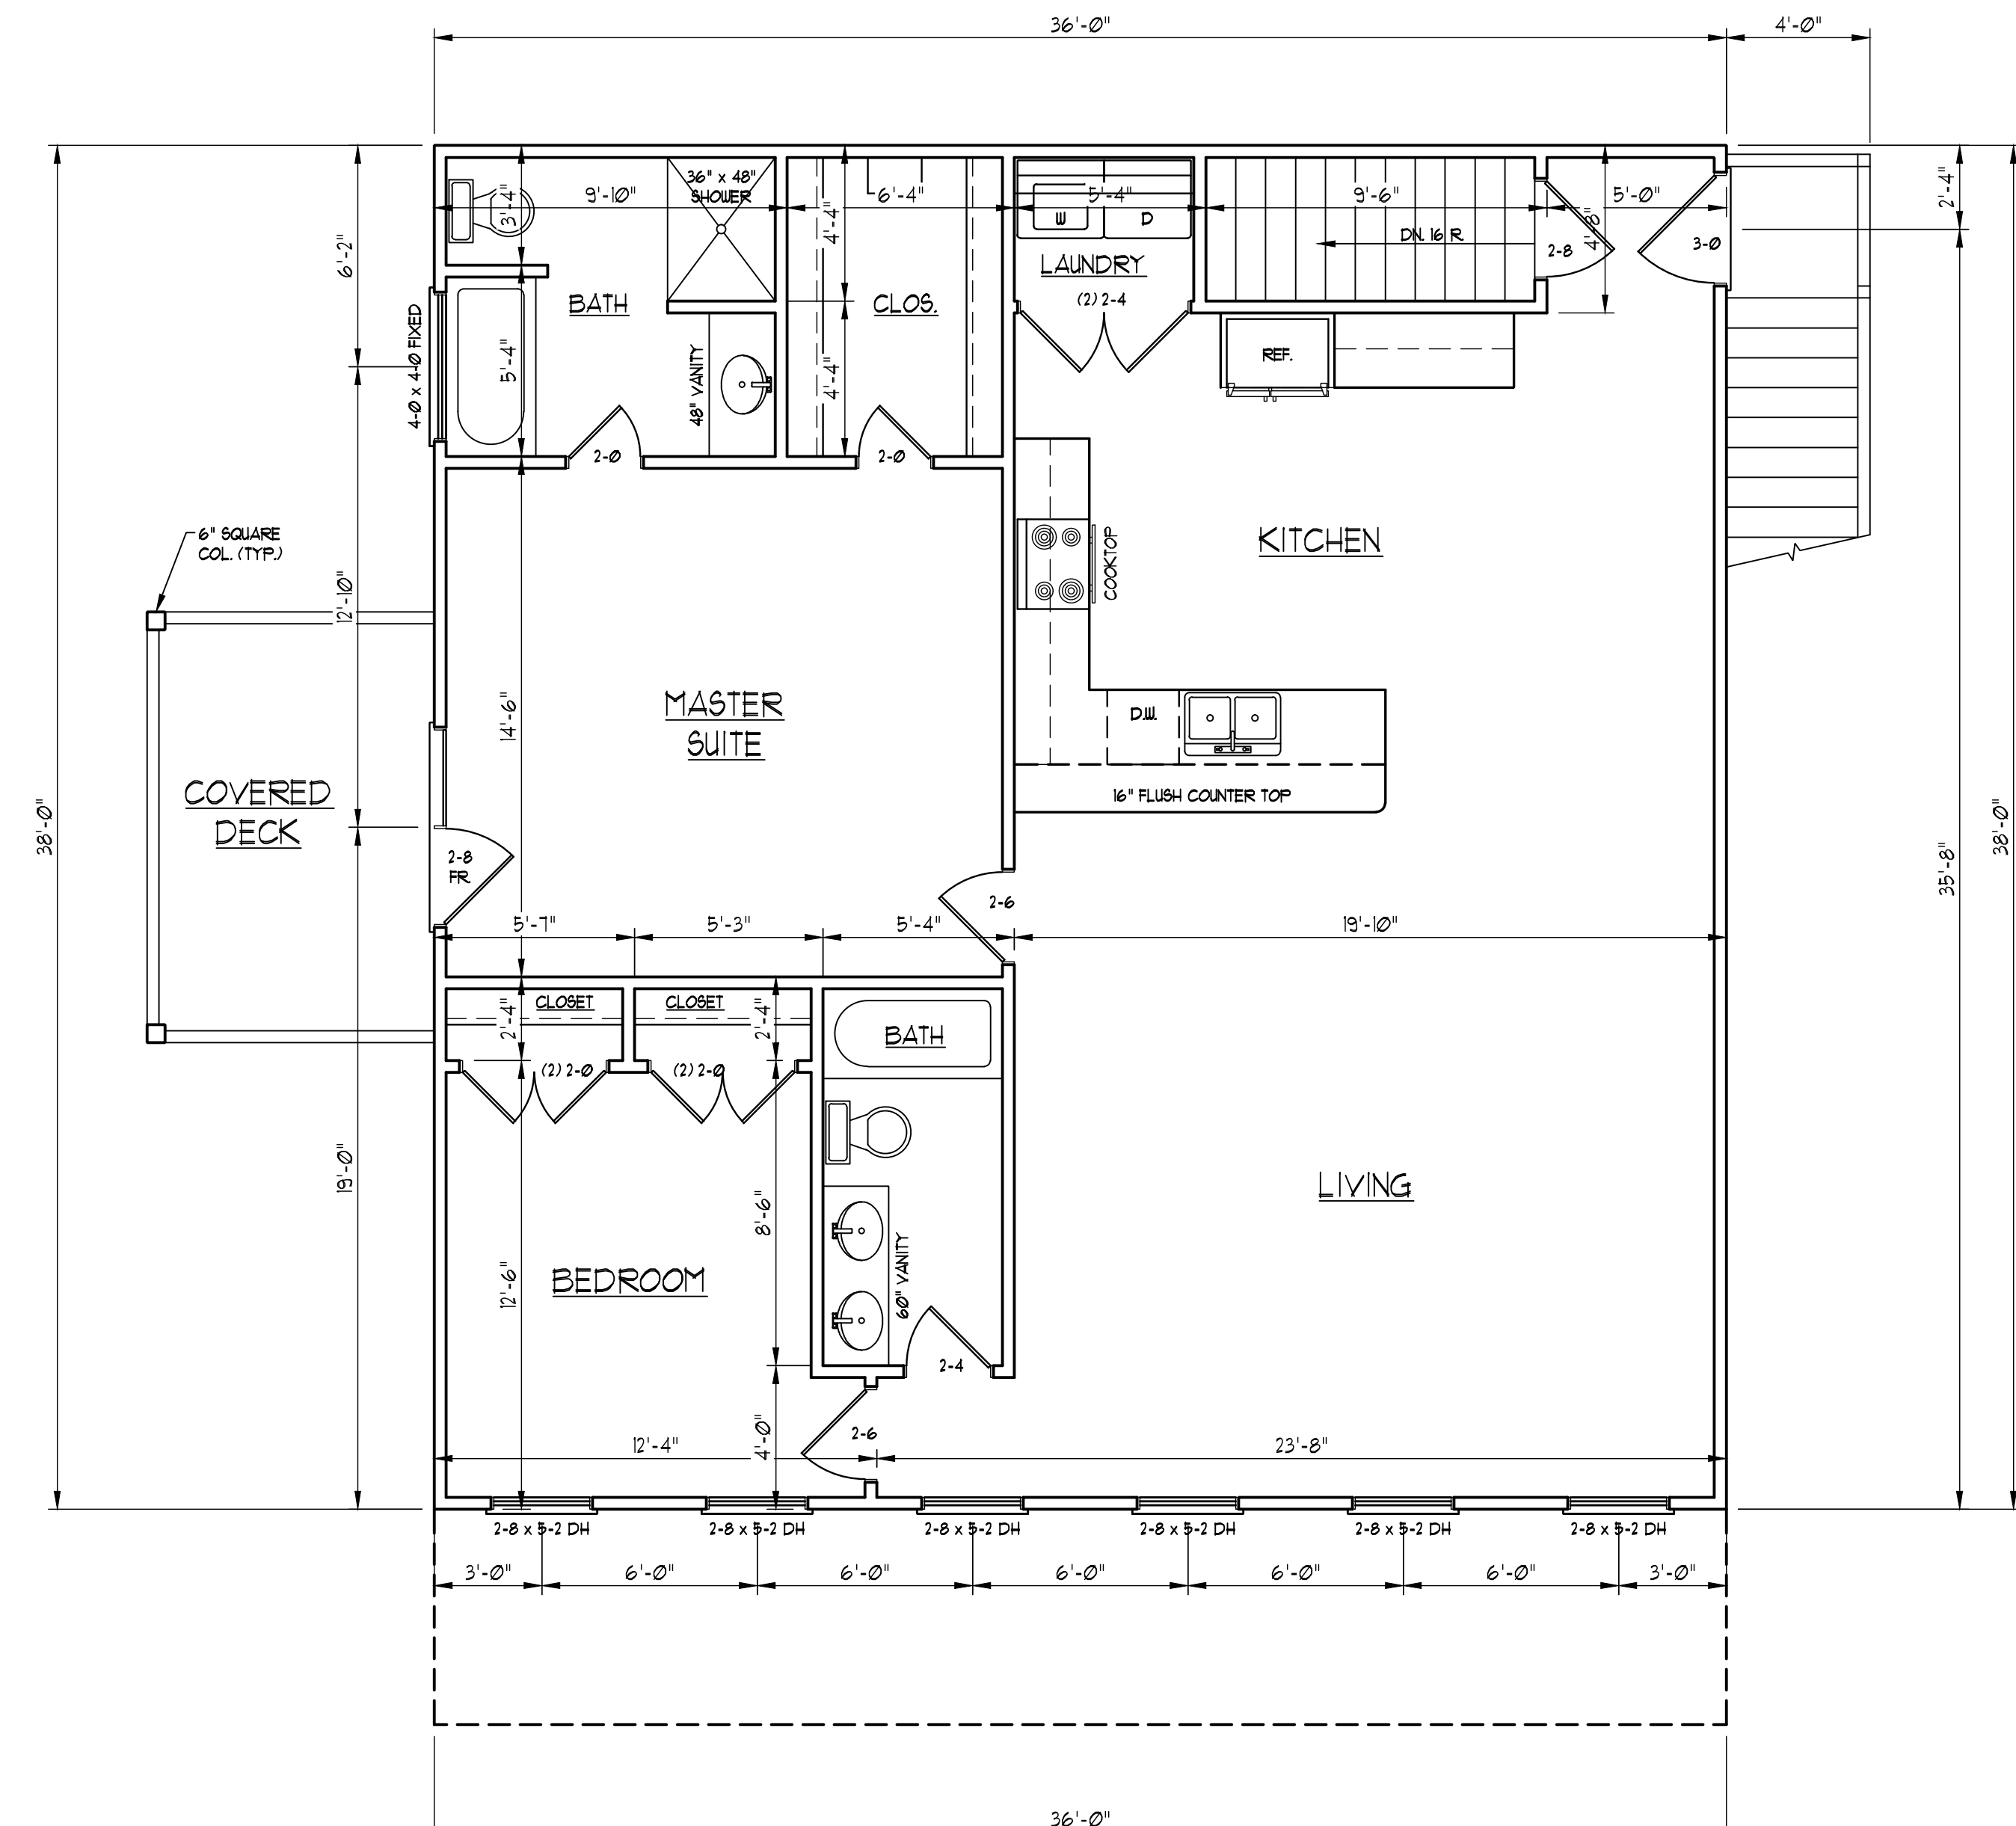 36'-0"
4'-0"
36" x 48"
SHOWER
9'-10"
6'-4"
5'-4"
9'-6"
5'-0"
2'-4"
3'-4"
4'-4"
4'-8"
W
D
DN. 16 R
2-8
3-0
6'-2"
LAUNDRY
(2) 2-4
BATH
CLOS.
4-0 x 4-0 FIXED
5'-4"
48" VANITY
4'-4"
REF.
2-0
2-0
6" SQUARE
COL. (TYP.)
KITCHEN
COOKTOP
12'-10"
14'-6"
MASTER
SUITE
D.W.
16" FLUSH COUNTER TOP
COVERED
DECK
38'-0"
38'-0"
35'-8"
2-8
FR
2-6
5'-7"
5'-3"
5'-4"
19'-10"
CLOSET
CLOSET
2'-4"
2'-4"
BATH
(2) 2-0
(2) 2-0
19'-0"
8'-6"
LIVING
12'-6"
BEDROOM
60" VANITY
2-4
2-6
12'-4"
4'-0"
23'-8"
2-8 x 5-2 DH
2-8 x 5-2 DH
2-8 x 5-2 DH
2-8 x 5-2 DH
2-8 x 5-2 DH
2-8 x 5-2 DH
3'-0"
6'-0"
6'-0"
6'-0"
6'-0"
6'-0"
3'-0"
36'-0"